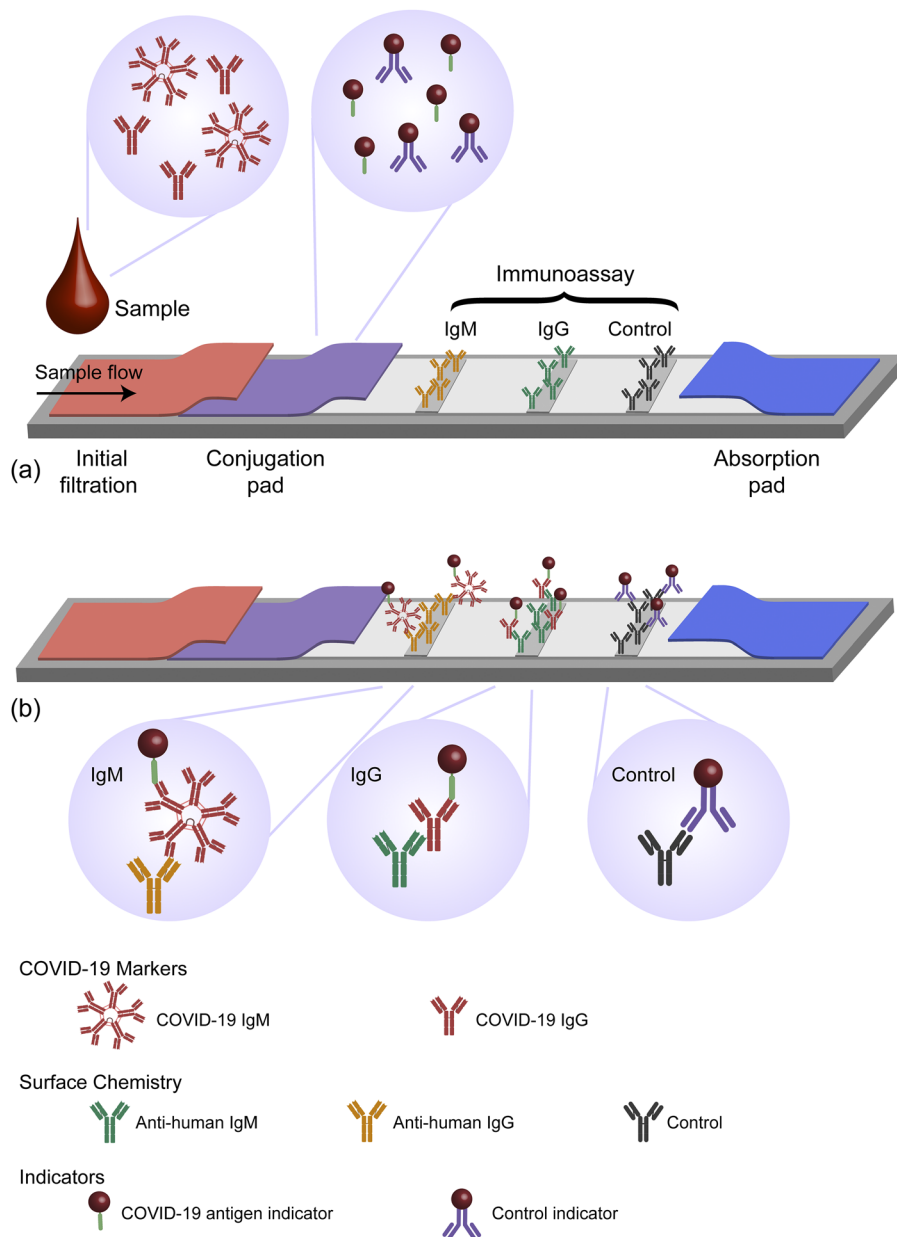 Sample
Immunoassay
IgM
IgG
Control
Sample flow
(a)
Initial
filtration
Conjugation
pad
Absorption
pad
(b)
IgM
IgG
Control
COVID-19 Markers
COVID-19 IgM
COVID-19 IgG
Surface Chemistry
Anti-human IgM
Anti-human IgG
Control
Indicators
COVID-19 antigen indicator
Control indicator